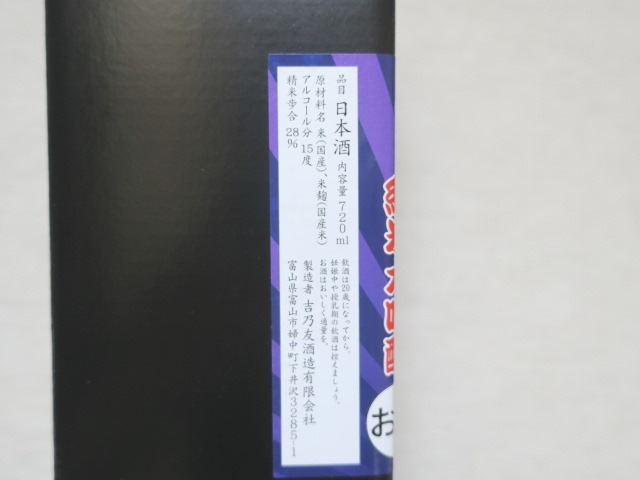 品目 日本酒 内容量 720ml
原材料名 米(国産)、米麹(国産米)
アルコール分 15度
精米歩合 28%
飲酒は20歳になってから。
妊娠中や授乳期の飲酒は控えましょう。
お酒はおいしく適量を。
製造者 吉乃友酒造有限会社
富山県富山市婦中町下井沢3285-1
お